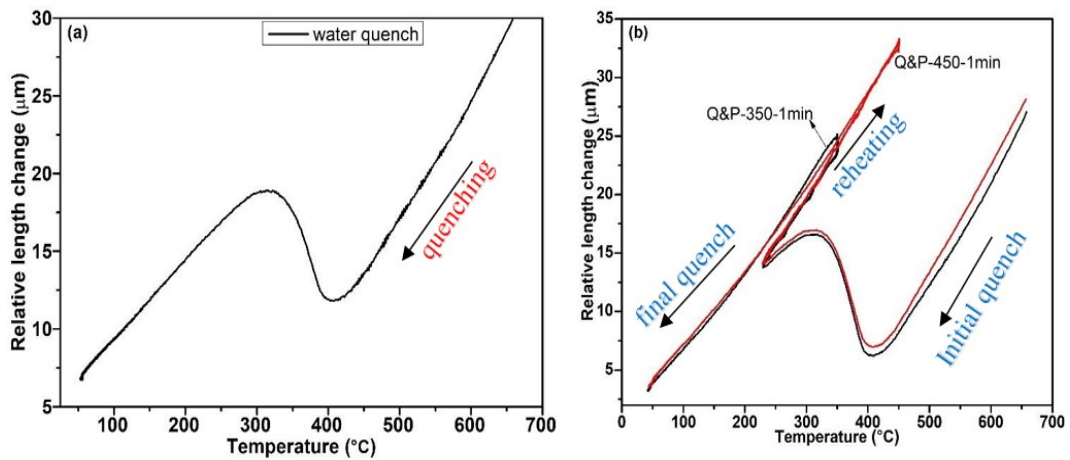 (a)
water quench
quenching
Relative length change (μm)
30
25
20
15
10
5
100
200
300
400
500
600
700
Temperature (°C)
(b)
Q&P-450-1min
Q&P-350-1min
reheating
final quench
Initial quench
Relative length change (μm)
35
30
25
20
15
10
5
0
100
200
300
400
500
600
700
Temperature (°C)